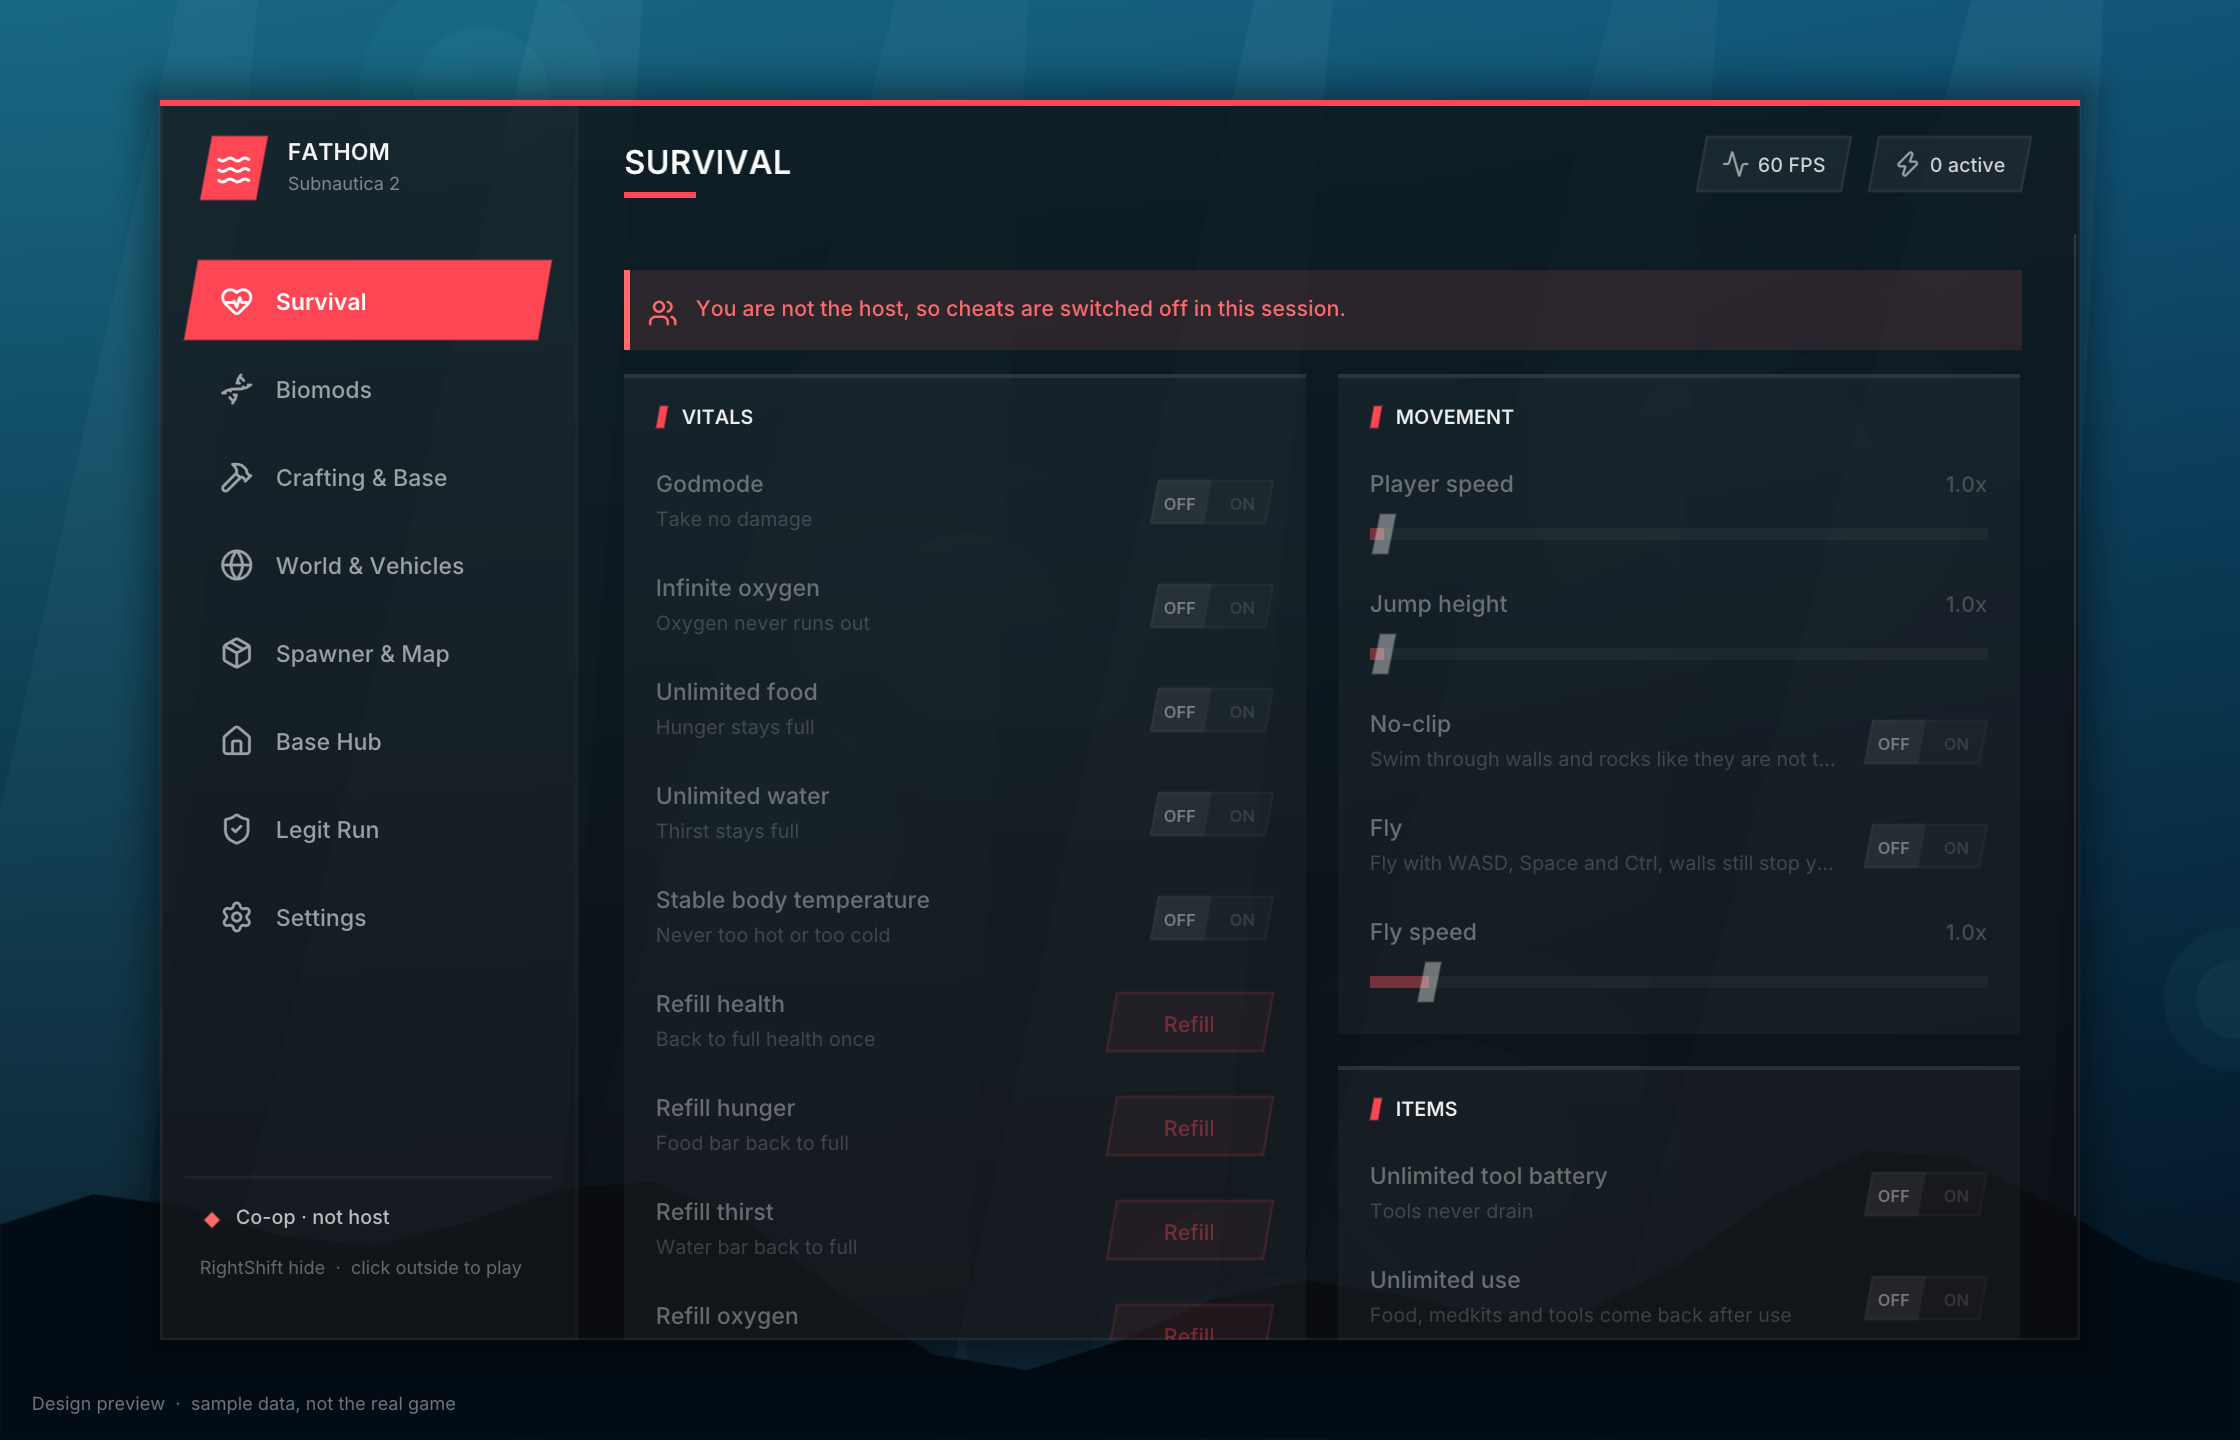 FATHOM
Subnautica 2
Survival
Biomods
Crafting & Base
World & Vehicles
Spawner & Map
Base Hub
Legit Run
Settings
Co-op · not host
RightShift hide · click outside to play
SURVIVAL
60 FPS
0 active
You are not the host, so cheats are switched off in this session.
VITALS
Godmode
Take no damage
OFF ON
Infinite oxygen
Oxygen never runs out
OFF ON
Unlimited food
Hunger stays full
OFF ON
Unlimited water
Thirst stays full
OFF ON
Stable body temperature
Never too hot or too cold
OFF ON
Refill health
Back to full health once
Refill
Refill hunger
Food bar back to full
Refill
Refill thirst
Water bar back to full
Refill
Refill oxygen
Refill
MOVEMENT
Player speed 1.0x
Jump height 1.0x
No-clip
Swim through walls and rocks like they are not t...
OFF ON
Fly
Fly with WASD, Space and Ctrl, walls still stop y...
OFF ON
Fly speed 1.0x
ITEMS
Unlimited tool battery
Tools never drain
OFF ON
Unlimited use
Food, medkits and tools come back after use
OFF ON
Design preview · sample data, not the real game